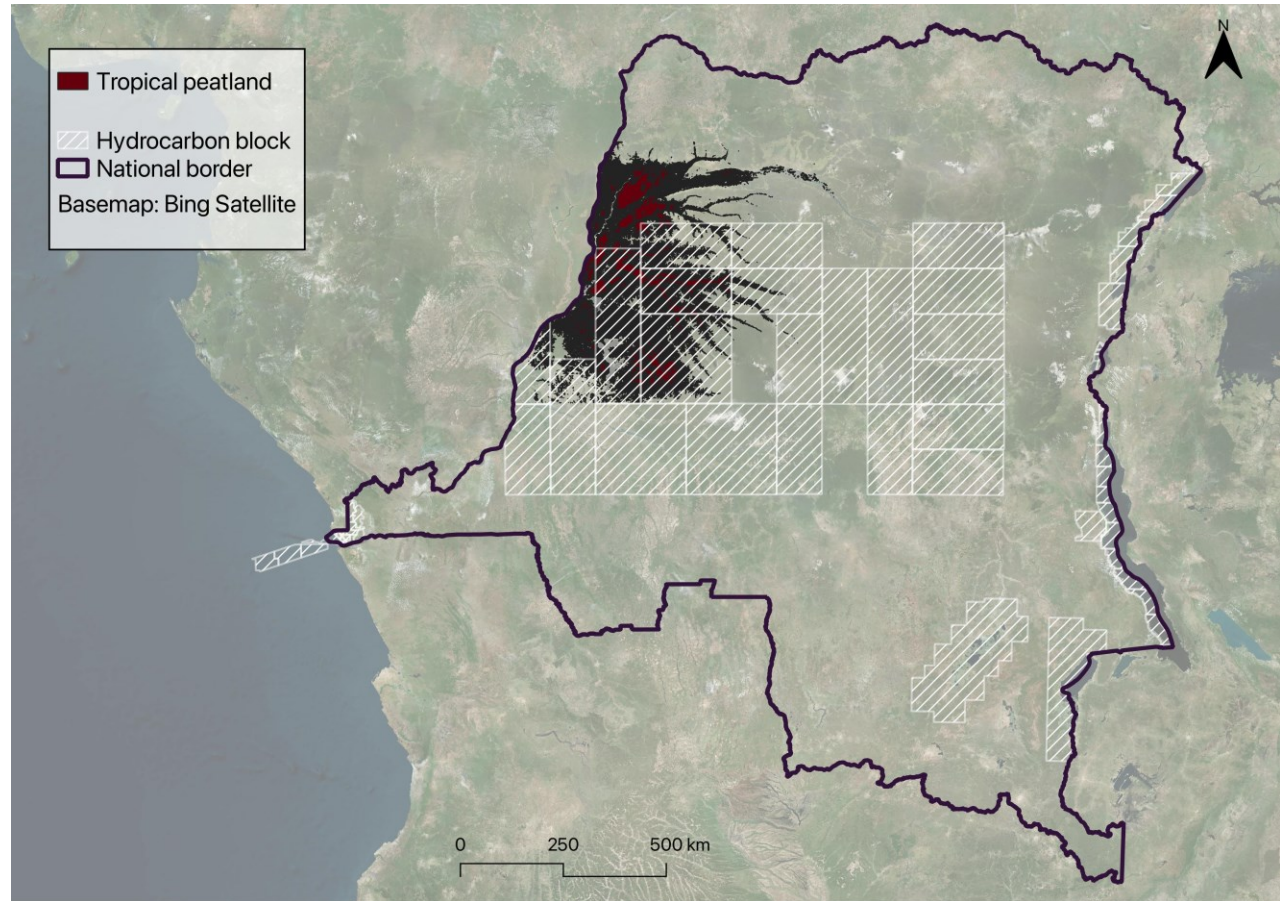 Tropical peatland
Hydrocarbon block
National border
Basemap: Bing Satellite
N
0 250 500 km